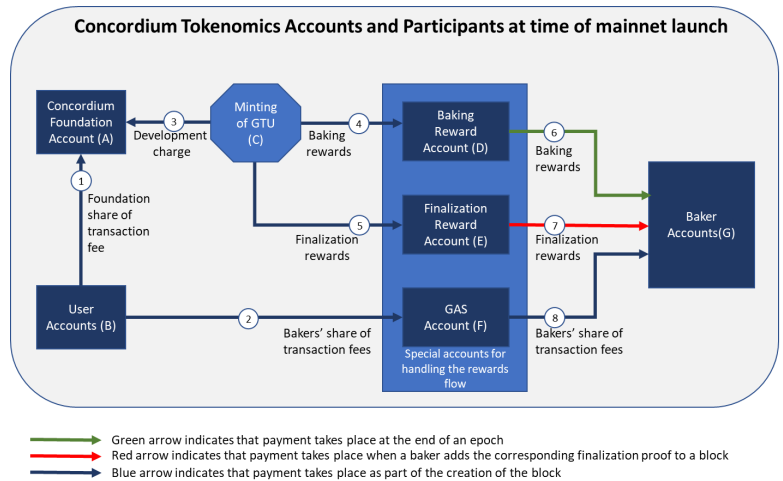 Concordium Tokenomics Accounts and Participants at time of mainnet launch
Concordium
Foundation
Account (A)
3
Development
charge
Minting
of GTU
(C)
4
Baking
rewards
Baking
Reward
Account (D)
6
Baking
rewards
1
Foundation
share of
transaction
fee
5
Finalization
rewards
Finalization
Reward
Account (E)
7
Finalization
rewards
Baker
Accounts(G)
User
Accounts (B)
2
Bakers’ share of
transaction fees
GAS
Account (F)
8
Bakers’ share of
transaction fees
Special accounts for
handling the rewards
flow
Green arrow indicates that payment takes place at the end of an epoch
Red arrow indicates that payment takes place when a baker adds the corresponding finalization proof to a block
Blue arrow indicates that payment takes place as part of the creation of the block